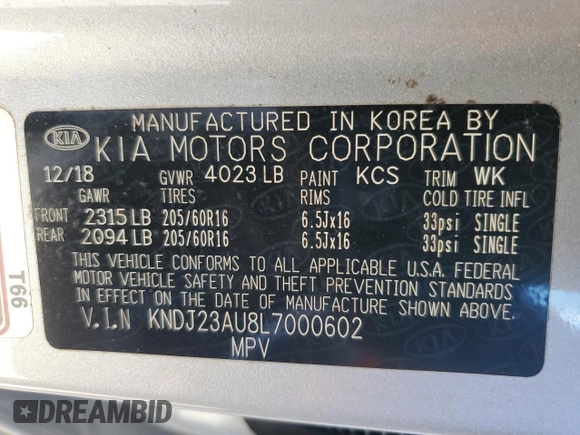 MANUFACTURED IN KOREA BY
KIA KIA MOTORS CORPORATION
12/18 GVWR 4023 LB PAINT KCS TRIM WK
GAWR TIRES RIMS COLD TIRE INFL
FRONT 2315 LB 205/60R16 6.5Jx16 33psi SINGLE
REAR 2094 LB 205/60R16 6.5Jx16 33psi SINGLE
THIS VEHICLE CONFORMS TO ALL APPLICABLE U.S.A. FEDERAL
MOTOR VEHICLE SAFETY AND THEFT PREVENTION STANDARDS
IN EFFECT ON THE DATE OF MANUFACTURE SHOWN ABOVE.
V.I.N KNDJ23AU8L7000602
MPV
T66
DREAMBID